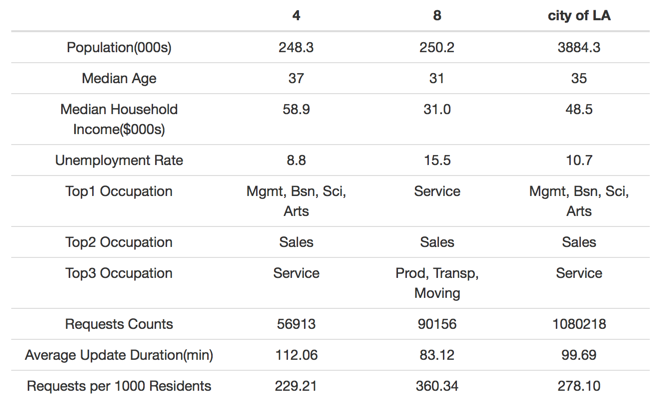 4 8 city of LA
Population(000s) 248.3 250.2 3884.3
Median Age 37 31 35
Median Household 58.9 31.0 48.5
Income($000s)
Unemployment Rate 8.8 15.5 10.7
Top1 Occupation Mgmt, Bsn, Sci, Service Mgmt, Bsn, Sci,
Arts Arts
Top2 Occupation Sales Sales Sales
Top3 Occupation Service Prod, Transp, Service
Moving
Requests Counts 56913 90156 1080218
Average Update Duration(min) 112.06 83.12 99.69
Requests per 1000 Residents 229.21 360.34 278.10